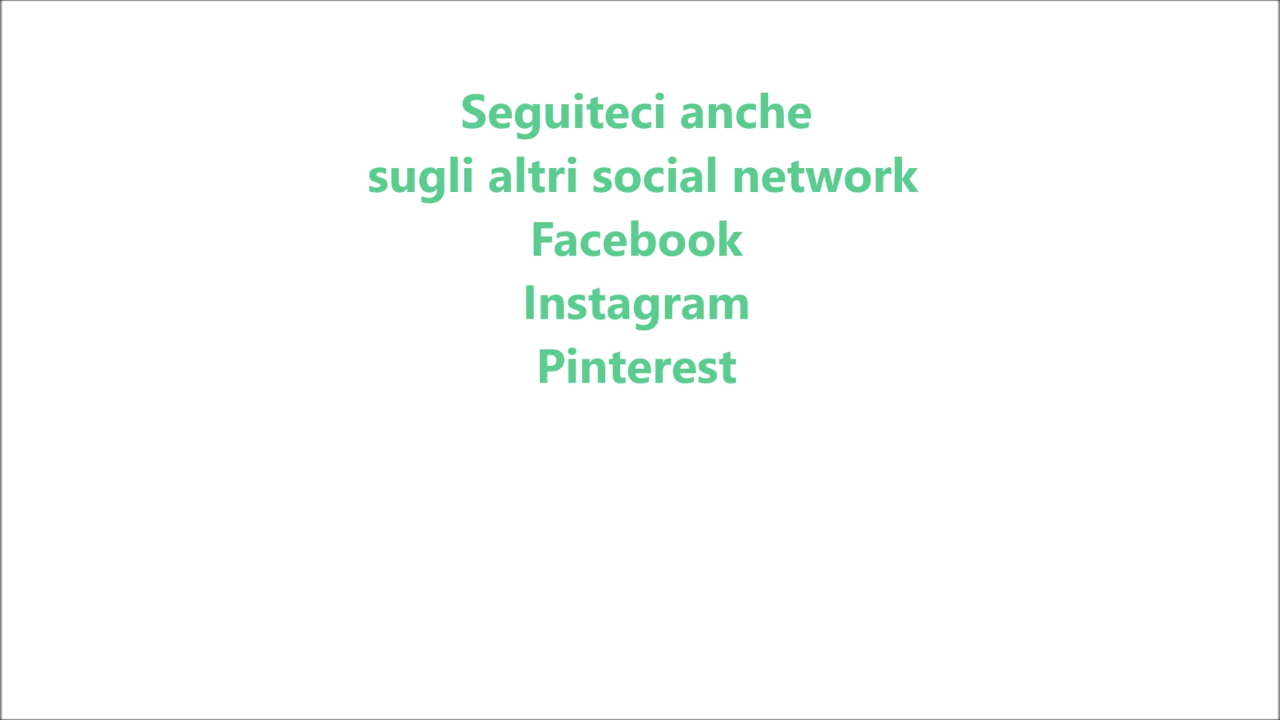 Seguiteci anche
sugli altri social network
Facebook
Instagram
Pinterest